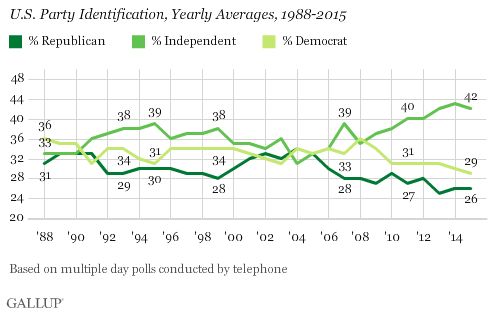 U.S. Party Identification, Yearly Averages, 1988-2015
% Republican % Independent % Democrat
48
44
40
36
32
28
24
20
36 33 31 38 34 29 39 31 30 38 34 28 39 33 28 40 31 27 42 29 26
'88 '90 '92 '94 '96 '98 '00 '02 '04 '06 '08 '10 '12 '14
Based on multiple day polls conducted by telephone
GALLUP'